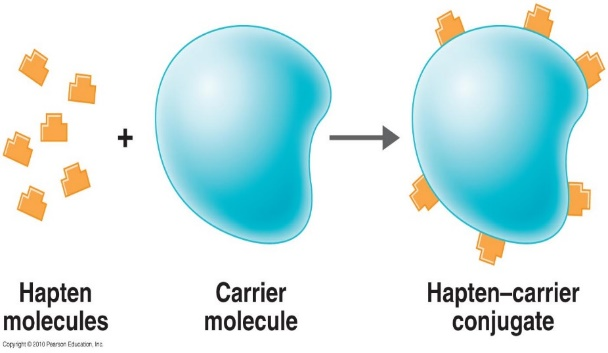 +
Hapten
molecules
Carrier
molecule
Hapten–carrier
conjugate
Copyright © 2010 Pearson Education, Inc.